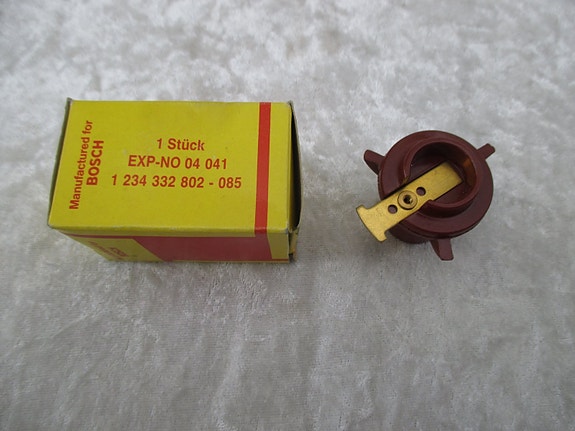 Manufactured for
BOSCH
1 Stück
EXP-NO 04 041
1 234 332 802 - 085